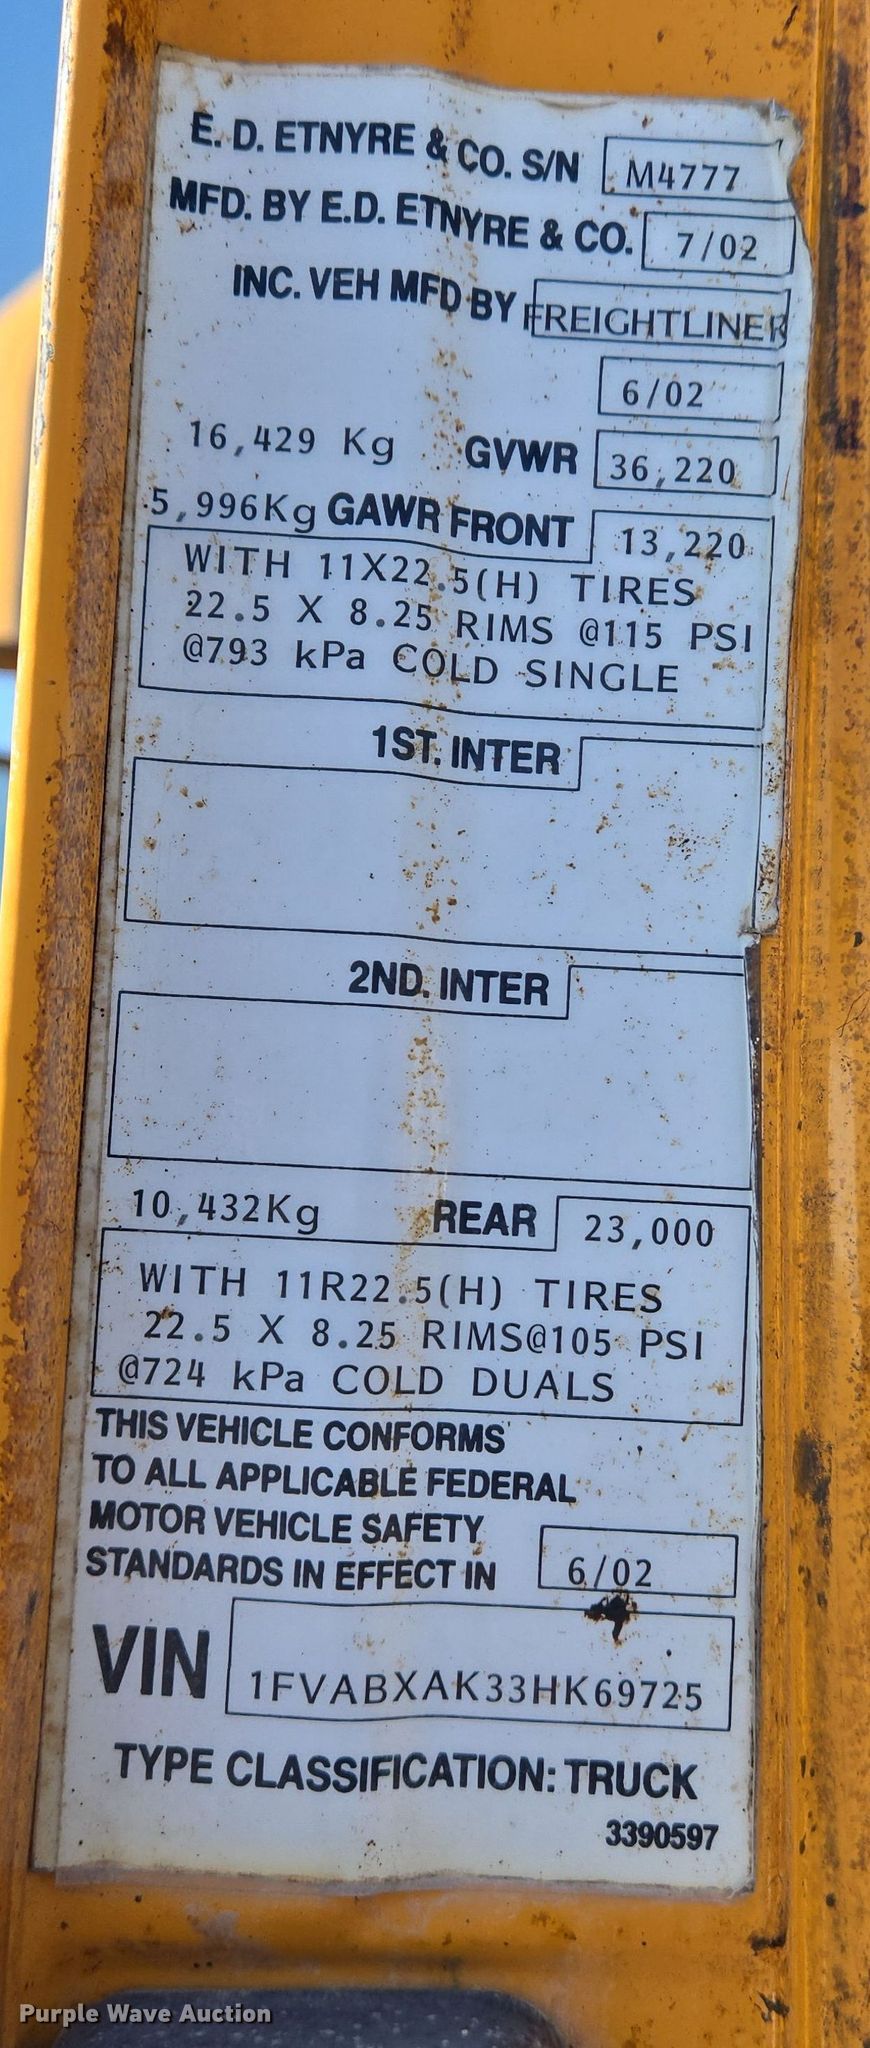 E. D. ETNYRE & CO. S/N M4777
MFD. BY E.D. ETNYRE & CO. 7/02
INC. VEH MFD BY FREIGHTLINER
6/02
16,429 Kg GVWR 36,220
5,996Kg GAWR FRONT 13,220
WITH 11X22.5(H) TIRES
22.5 X 8.25 RIMS @115 PSI
@793 kPa COLD SINGLE
1ST. INTER
2ND. INTER
10,432Kg REAR 23,000
WITH 11R22.5(H) TIRES
22.5 X 8.25 RIMS@105 PSI
@724 kPa COLD DUALS
THIS VEHICLE CONFORMS
TO ALL APPLICABLE FEDERAL
MOTOR VEHICLE SAFETY
STANDARDS IN EFFECT IN 6/02
VIN 1FVABXAK33HK69725
TYPE CLASSIFICATION: TRUCK
3390597
Purple Wave Auction